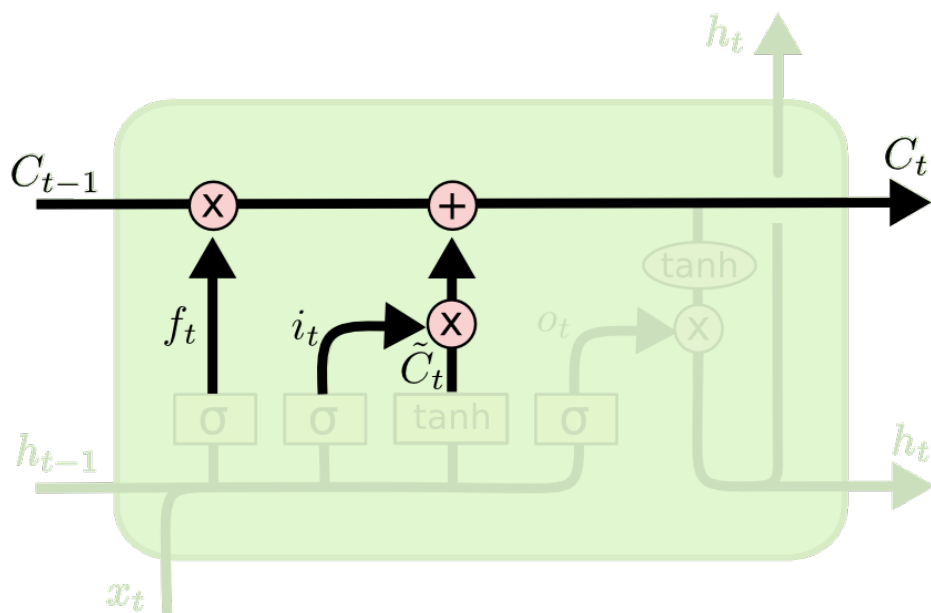 h_t
C_{t-1}
C_t
x
+
tanh
f_t
i_t
x
o_t
x
C̃_t
σ
σ
tanh
σ
h_{t-1}
h_t
x_t